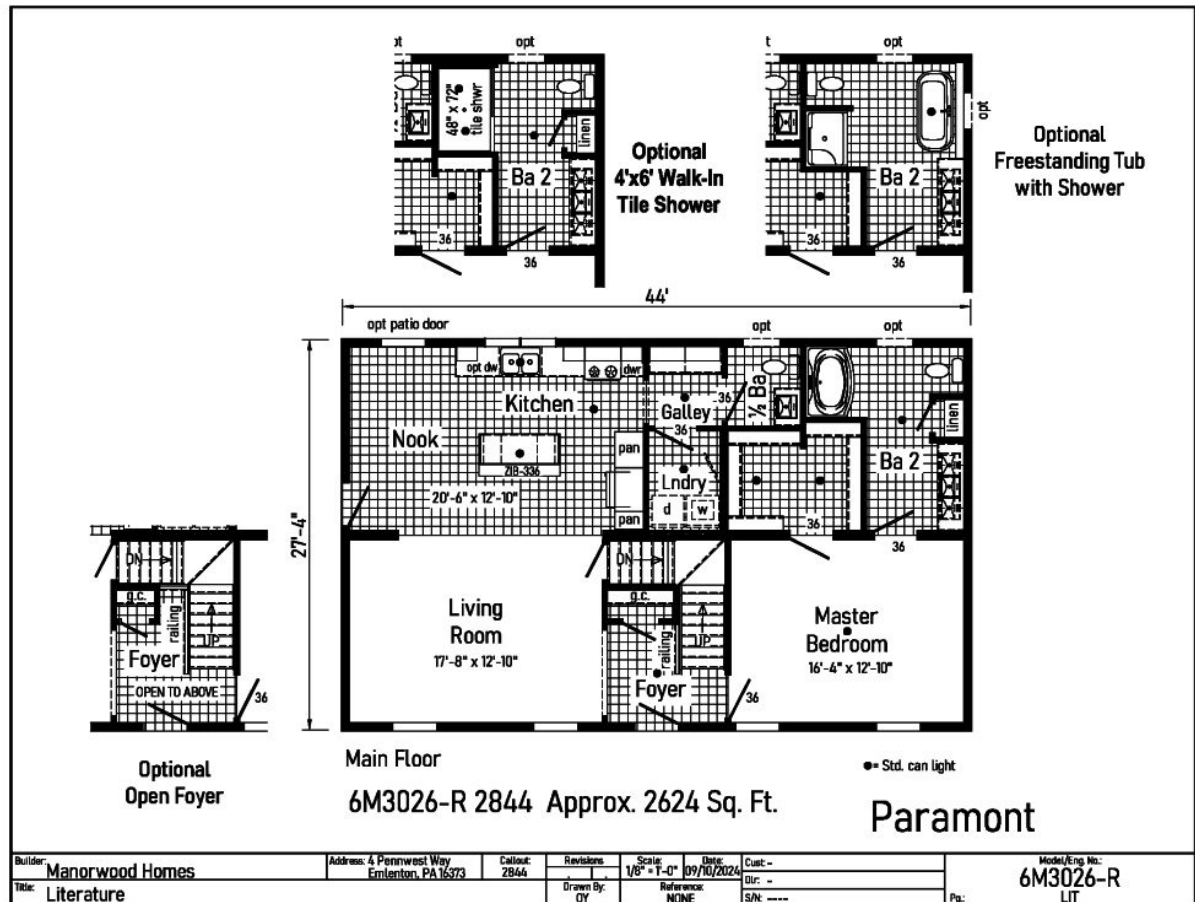 opt
opt
48" x 72"
tile shwr
linen
Ba 2
36
36
Optional
4'x6' Walk-In
Tile Shower
t
opt
opt
Ba 2
36
36
Optional
Freestanding Tub
with Shower
44'
27'-4"
opt patio door
opt
opt
opt dw
dwr
Kitchen
Nook
ZIB-336
20'-6" x 12'-10"
pan
pan
Galley
36
36
½ Ba
Lndry
d
w
linen
Ba 2
36
36
DN
g.c.
railing
UP
Foyer
OPEN TO ABOVE
36
Optional
Open Foyer
Living
Room
17'-8" x 12'-10"
DN
g.c.
railing
UP
Foyer
36
Master
Bedroom
16'-4" x 12'-10"
Main Floor
= Std. can light
6M3026-R 2844 Approx. 2624 Sq. Ft.
Paramont
Builder: Manorwood Homes
Address: 4 Pennwest Way
Emlenton, PA 16373
Callout: 2844
Revisions
Scale: 1/8" = 1'-0"
Date: 09/10/2024
Cust: -
Dlr: -
S/N: ----
Model/Eng. No.: 6M3026-R
Title: Literature
Drawn By: OY
Reference: NONE
Pg.: LIT